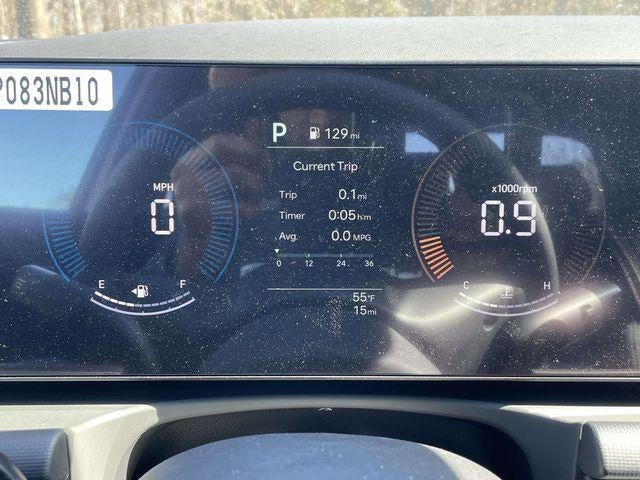 P083NB10
P 129 mi
Current Trip
MPH
Trip 0.1 mi
x1000rpm
0
Timer 0:05 h:m
0.9
Avg. 0.0 MPG
0 12 24 36
E F
C H
55°F
15 mi